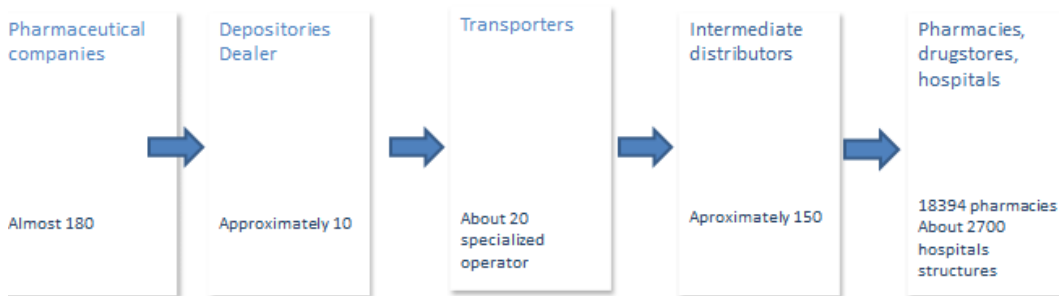 Pharmaceutical
companies
Almost 180
Depositories
Dealer
Approximately 10
Transporters
About 20
specialized
operator
Intermediate
distributors
Aproximately 150
Pharmacies,
drugstores,
hospitals
18394 pharmacies
About 2700
hospitals
structures